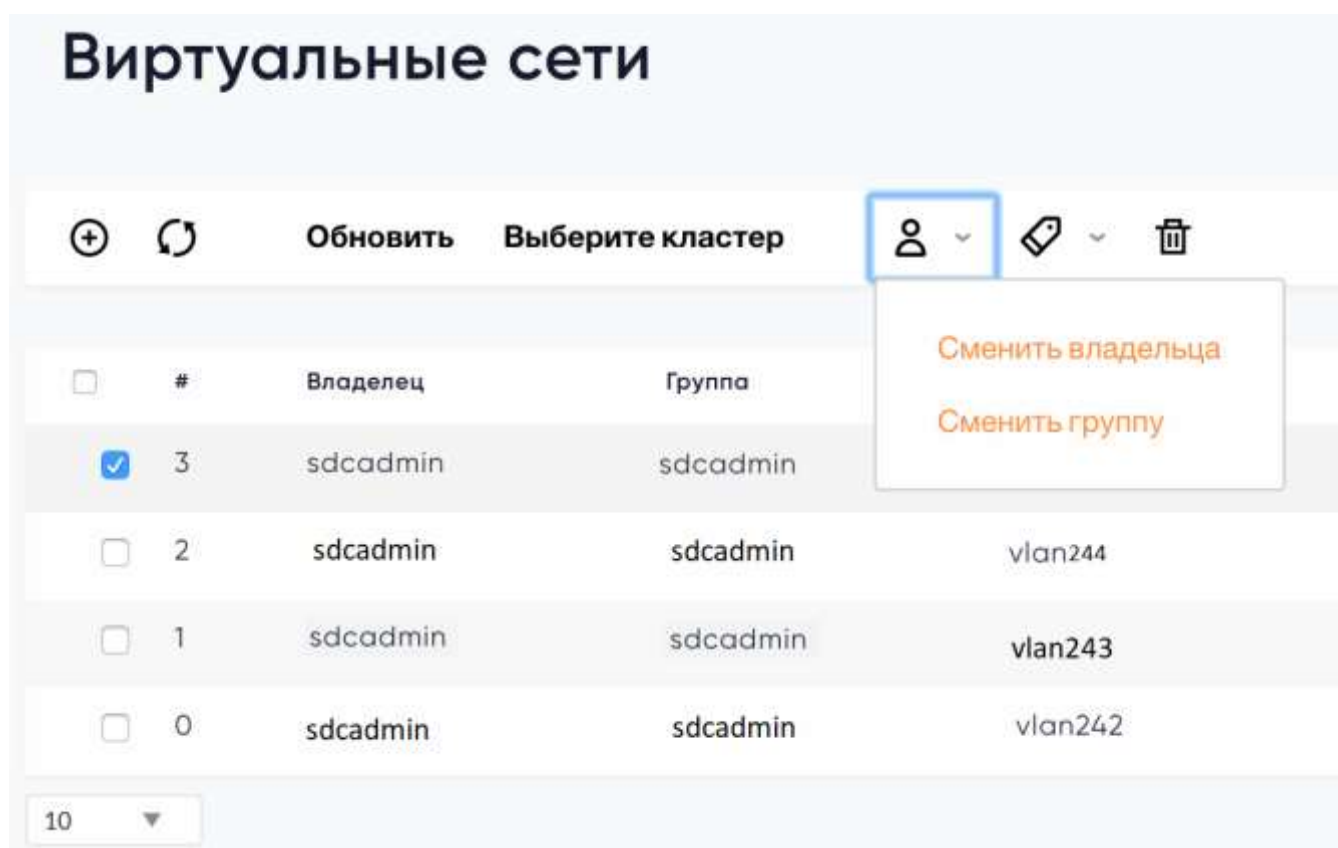 Виртуальные сети
Обновить Выберите кластер
Сменить владельца
Сменить группу
# Владелец Группа
3 sdcadmin sdcadmin
2 sdcadmin sdcadmin vlan244
1 sdcadmin sdcadmin vlan243
0 sdcadmin sdcadmin vlan242
10